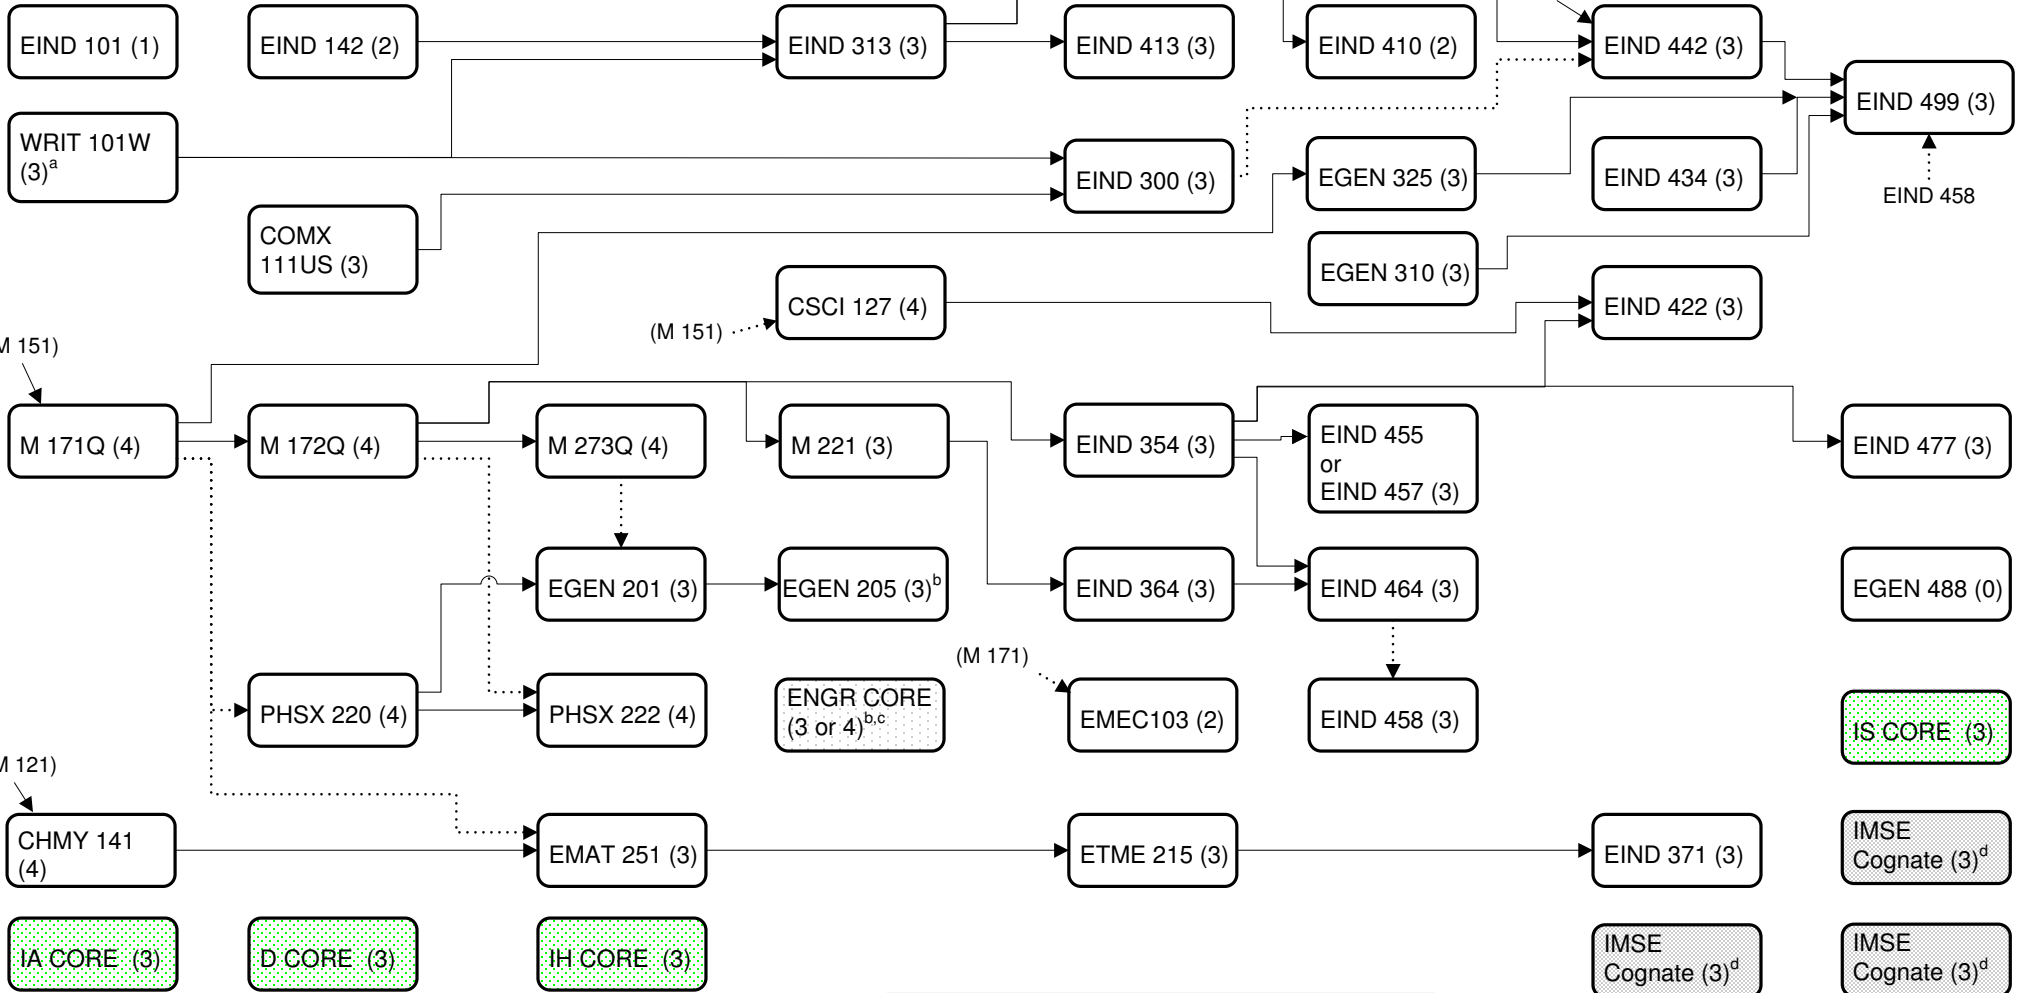 EIND 101 (1)
EIND 142 (2)
EIND 313 (3)
EIND 413 (3)
EIND 410 (2)
EIND 442 (3)
EIND 499 (3)
WRIT 101W
(3)a
EIND 300 (3)
EGEN 325 (3)
EIND 434 (3)
EIND 458
COMX
111US (3)
EGEN 310 (3)
CSCI 127 (4)
EIND 422 (3)
(M 151)
M 151)
M 171Q (4)
M 172Q (4)
M 273Q (4)
M 221 (3)
EIND 354 (3)
EIND 455
or
EIND 457 (3)
EIND 477 (3)
EGEN 201 (3)
EGEN 205 (3)b
EIND 364 (3)
EIND 464 (3)
EGEN 488 (0)
(M 171)
PHSX 220 (4)
PHSX 222 (4)
ENGR CORE
(3 or 4)b,c
EMEC103 (2)
EIND 458 (3)
IS CORE (3)
M 121)
CHMY 141
(4)
EMAT 251 (3)
ETME 215 (3)
EIND 371 (3)
IMSE
Cognate (3)d
IA CORE (3)
D CORE (3)
IH CORE (3)
IMSE
Cognate (3)d
IMSE
Cognate (3)d